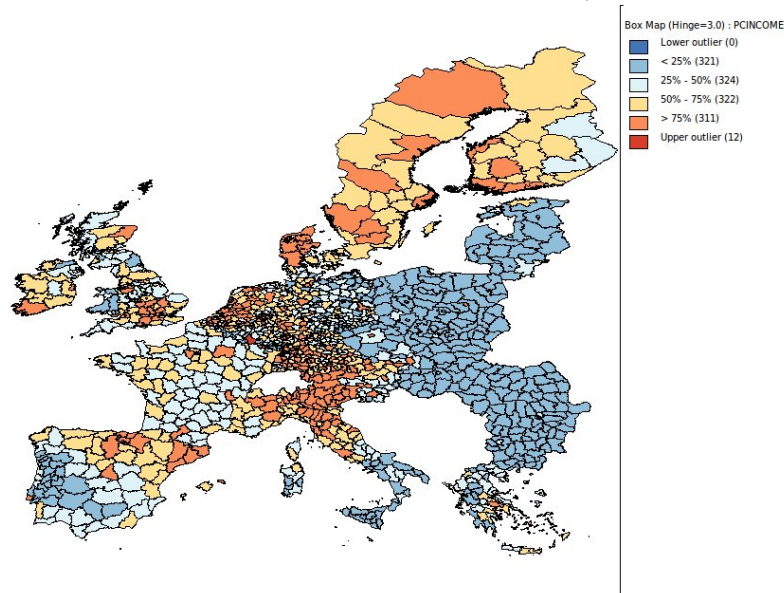 Box Map (Hinge=3.0) : PCINCOME
Lower outlier (0)
< 25% (321)
25% - 50% (324)
50% - 75% (322)
> 75% (311)
Upper outlier (12)